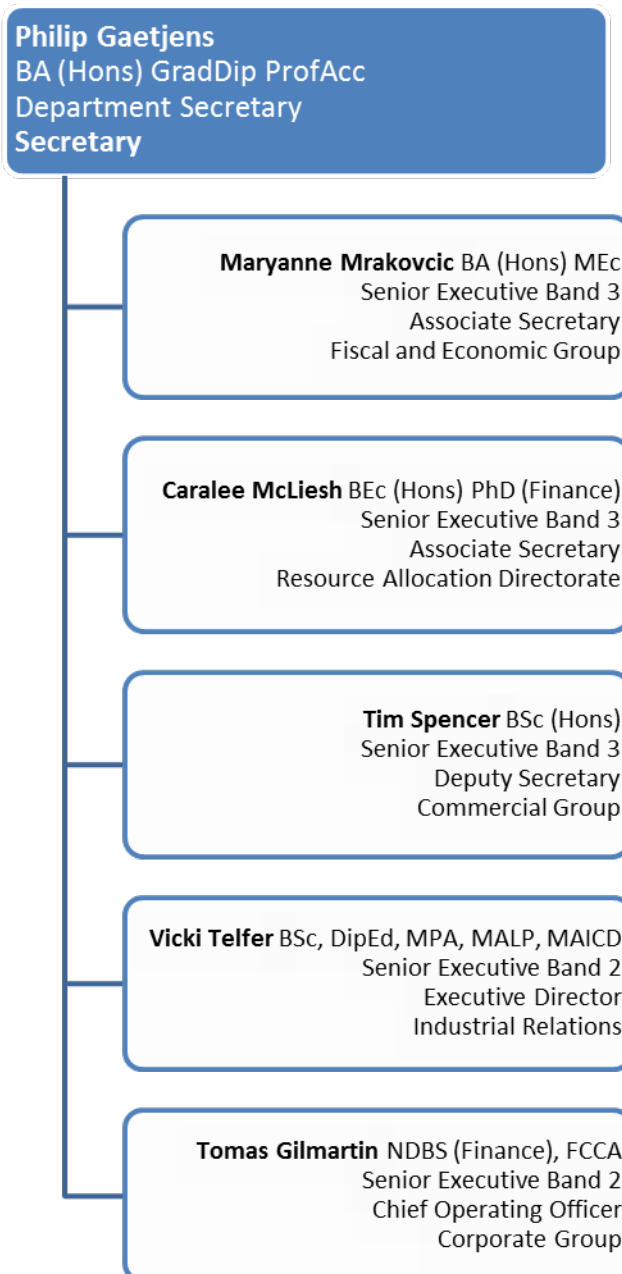 Philip Gaetjens
BA (Hons) GradDip ProfAcc
Department Secretary
Secretary
Maryanne Mrakovcic BA (Hons) MEc
Senior Executive Band 3
Associate Secretary
Fiscal and Economic Group
Caralee McLiesh BEc (Hons) PhD (Finance)
Senior Executive Band 3
Associate Secretary
Resource Allocation Directorate
Tim Spencer BSc (Hons)
Senior Executive Band 3
Deputy Secretary
Commercial Group
Vicki Telfer BSc, DipEd, MPA, MALP, MAICD
Senior Executive Band 2
Executive Director
Industrial Relations
Tomas Gilmartin NDBS (Finance), FCCA
Senior Executive Band 2
Chief Operating Officer
Corporate Group